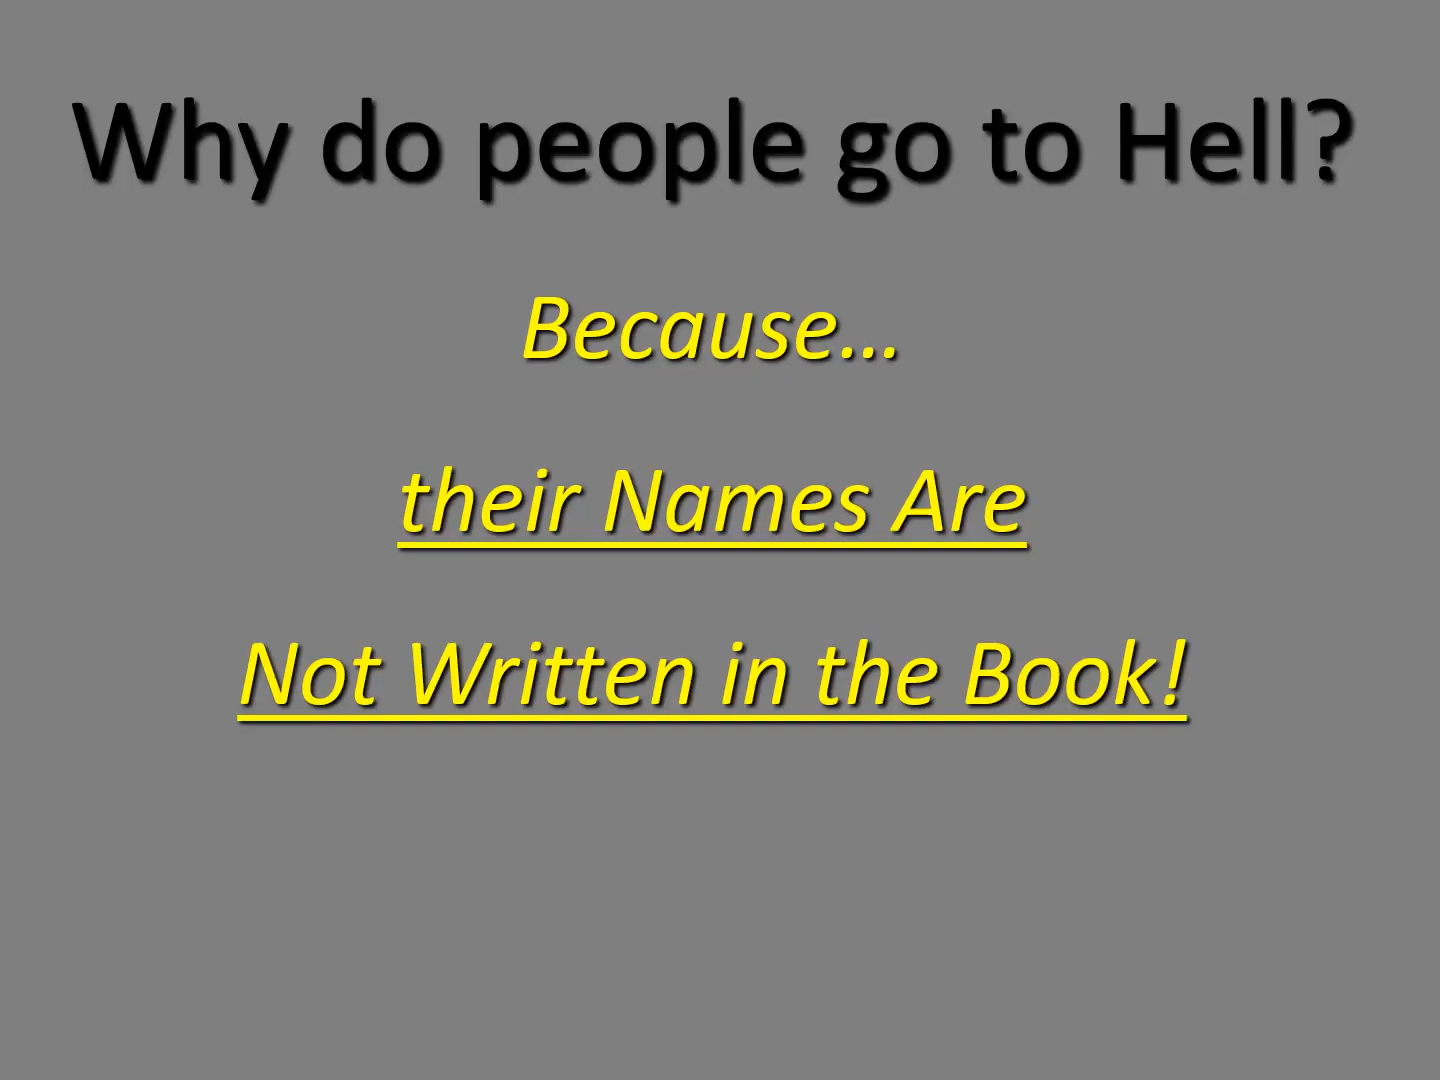 Why do people go to Hell?
Because…
their Names Are
Not Written in the Book!